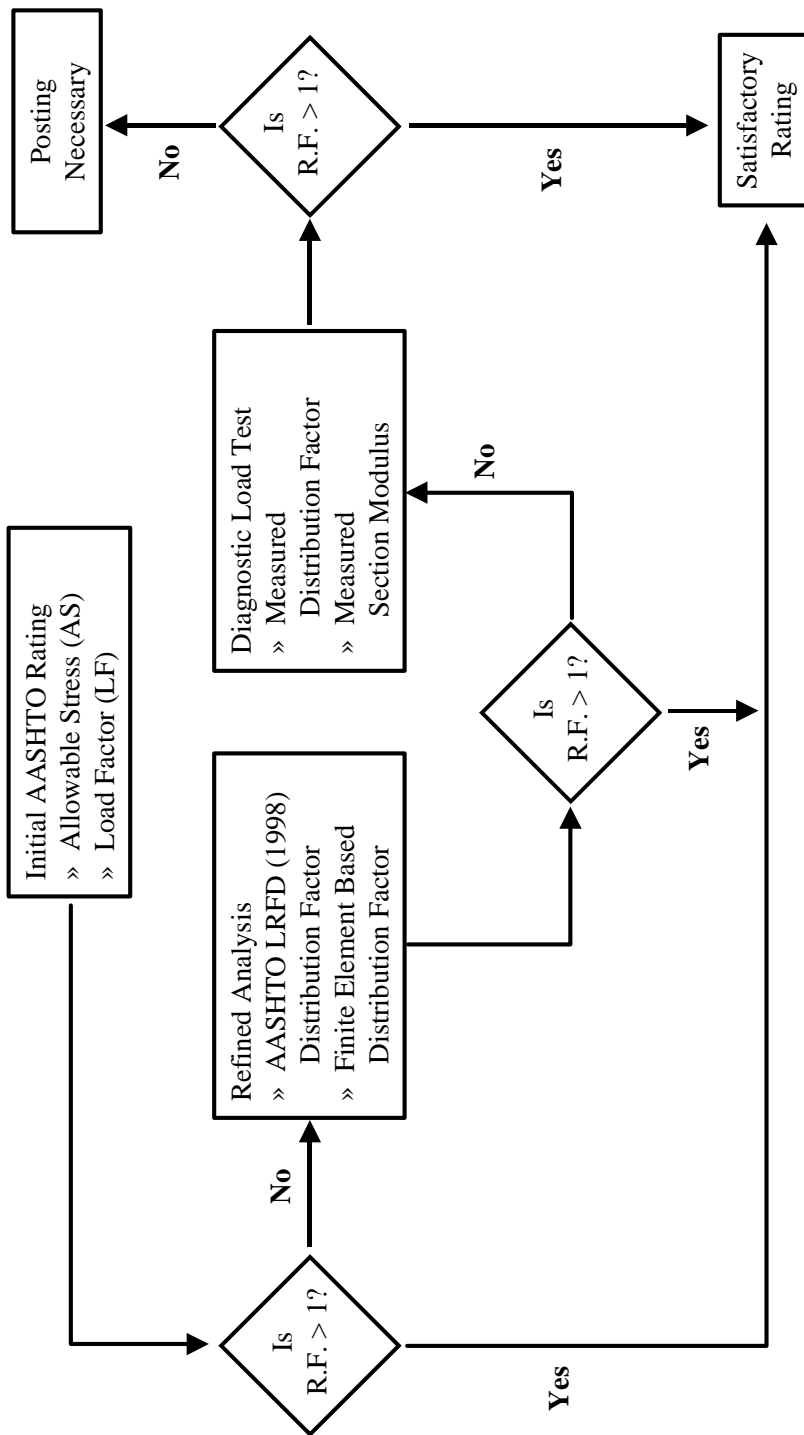 Initial AASHTO Rating
» Allowable Stress (AS)
» Load Factor (LF)
Is
R.F. > 1?
No
Yes
Refined Analysis
» AASHTO LRFD (1998)
Distribution Factor
» Finite Element Based
Distribution Factor
Is
R.F. > 1?
No
Yes
Diagnostic Load Test
» Measured
Distribution Factor
» Measured
Section Modulus
Is
R.F. > 1?
No
Yes
Posting
Necessary
Satisfactory
Rating